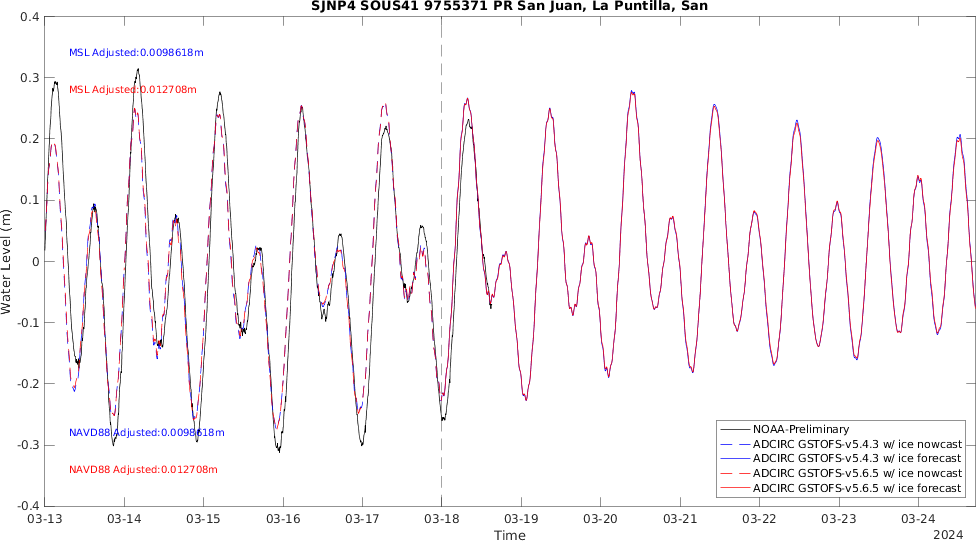 SJNP4 SOUS41 9755371 PR San Juan, La Puntilla, San
0.4
0.3
0.2
0.1
0
-0.1
-0.2
-0.3
-0.4
Water Level (m)
MSL Adjusted:0.0098618m
MSL Adjusted:0.012708m
NAVD88 Adjusted:0.0098618m
NAVD88 Adjusted:0.012708m
NOAA-Preliminary
ADCIRC GSTOFS-v5.4.3 w/ ice nowcast
ADCIRC GSTOFS-v5.4.3 w/ ice forecast
ADCIRC GSTOFS-v5.6.5 w/ ice nowcast
ADCIRC GSTOFS-v5.6.5 w/ ice forecast
03-13 03-14 03-15 03-16 03-17 03-18 03-19 03-20 03-21 03-22 03-23 03-24
Time
2024